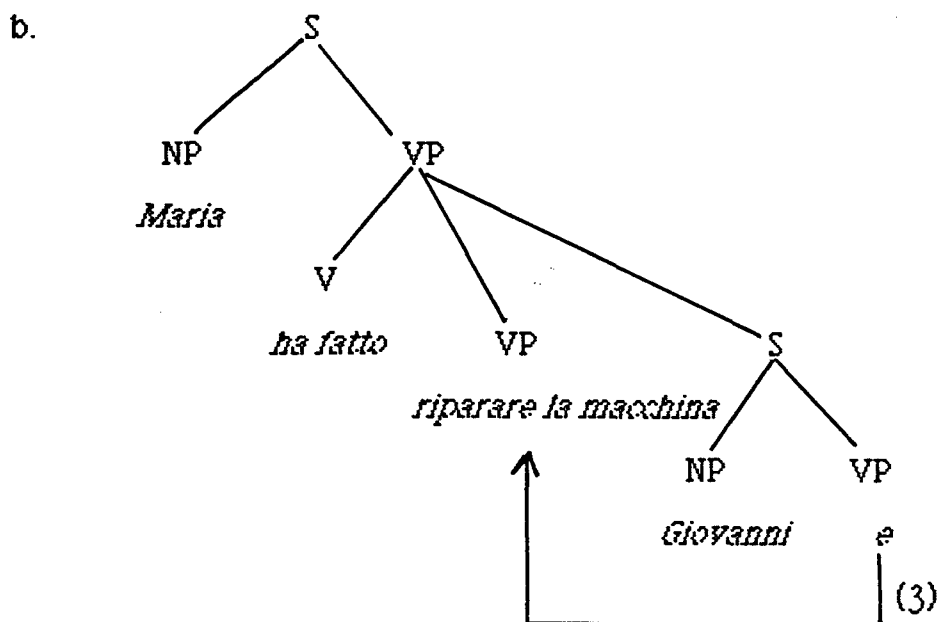 b.
S
NP VP
Maria
V
ha fatto VP S
riparare la macchina
NP VP
Giovanni e
(3)